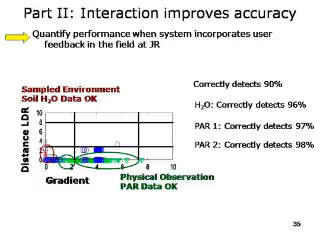 Part II: Interaction improves accuracy
Quantify performance when system incorporates user
feedback in the field at JR
Correctly detects 90%
Sampled Environment
Soil H₂O Data OK
H₂O: Correctly detects 96%
PAR 1: Correctly detects 97%
PAR 2: Correctly detects 98%
Distance LDR
10
8
6
4
2
0
0 2 4 6 8 10
Gradient
Physical Observation
PAR Data OK
35